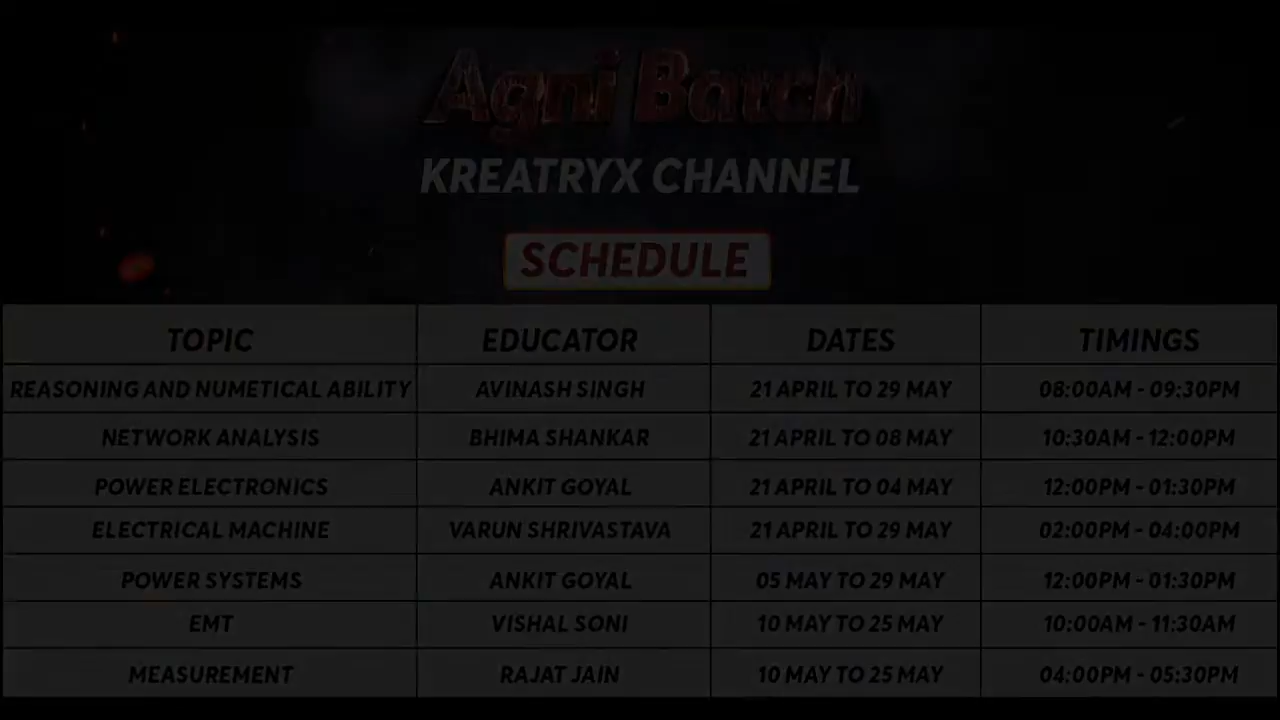 Agni Batch
KREATRYX CHANNEL
SCHEDULE
TOPIC EDUCATOR DATES TIMINGS
REASONING AND NUMETICAL ABILITY AVINASH SINGH 21 APRIL TO 29 MAY 08:00AM - 09:30PM
NETWORK ANALYSIS BHIMA SHANKAR 21 APRIL TO 08 MAY 10:30AM - 12:00PM
POWER ELECTRONICS ANKIT GOYAL 21 APRIL TO 04 MAY 12:00PM - 01:30PM
ELECTRICAL MACHINE VARUN SHRIVASTAVA 21 APRIL TO 29 MAY 02:00PM - 04:00PM
POWER SYSTEMS ANKIT GOYAL 05 MAY TO 29 MAY 12:00PM - 01:30PM
EMT VISHAL SONI 10 MAY TO 25 MAY 10:00AM - 11:30AM
MEASUREMENT RAJAT JAIN 10 MAY TO 25 MAY 04:00PM - 05:30PM